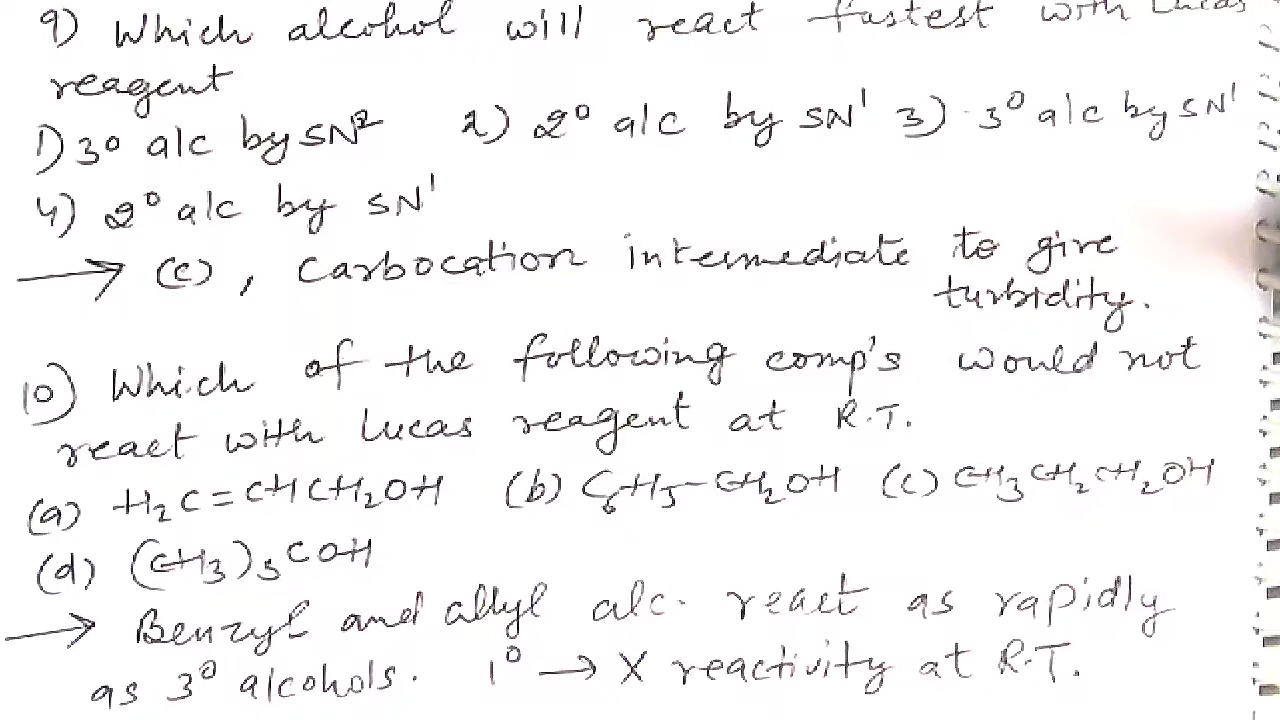 9) Which alcohol will react fastest with Lucas
reagent
1) 3° alc by SN² 2) 2° alc by SN¹ 3) 3° alc by SN¹
4) 2° alc by SN¹
→ (c), Carbocation intermediate to give
turbidity.
10) Which of the following comp's would not
react with Lucas reagent at R.T.
(a) H₂C=CHCH₂OH (b) C₆H₅-CH₂OH (c) CH₃CH₂CH₂OH
(d) (CH₃)₃COH
→ Benzyl and allyl alc. react as rapidly
as 3° alcohols. 1° → X reactivity at R.T.